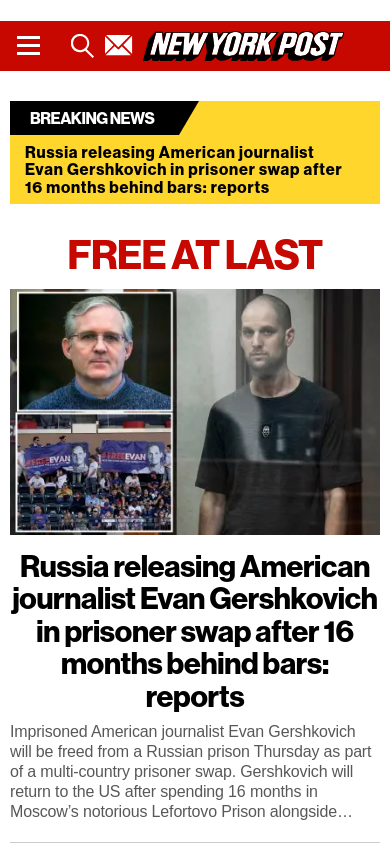 NEW YORK POST
BREAKING NEWS
Russia releasing American journalist
Evan Gershkovich in prisoner swap after
16 months behind bars: reports
FREE AT LAST
#FREEEVAN
#FREEEVAN
Russia releasing American
journalist Evan Gershkovich
in prisoner swap after 16
months behind bars:
reports
Imprisoned American journalist Evan Gershkovich
will be freed from a Russian prison Thursday as part
of a multi-country prisoner swap. Gershkovich will
return to the US after spending 16 months in
Moscow’s notorious Lefortovo Prison alongside…